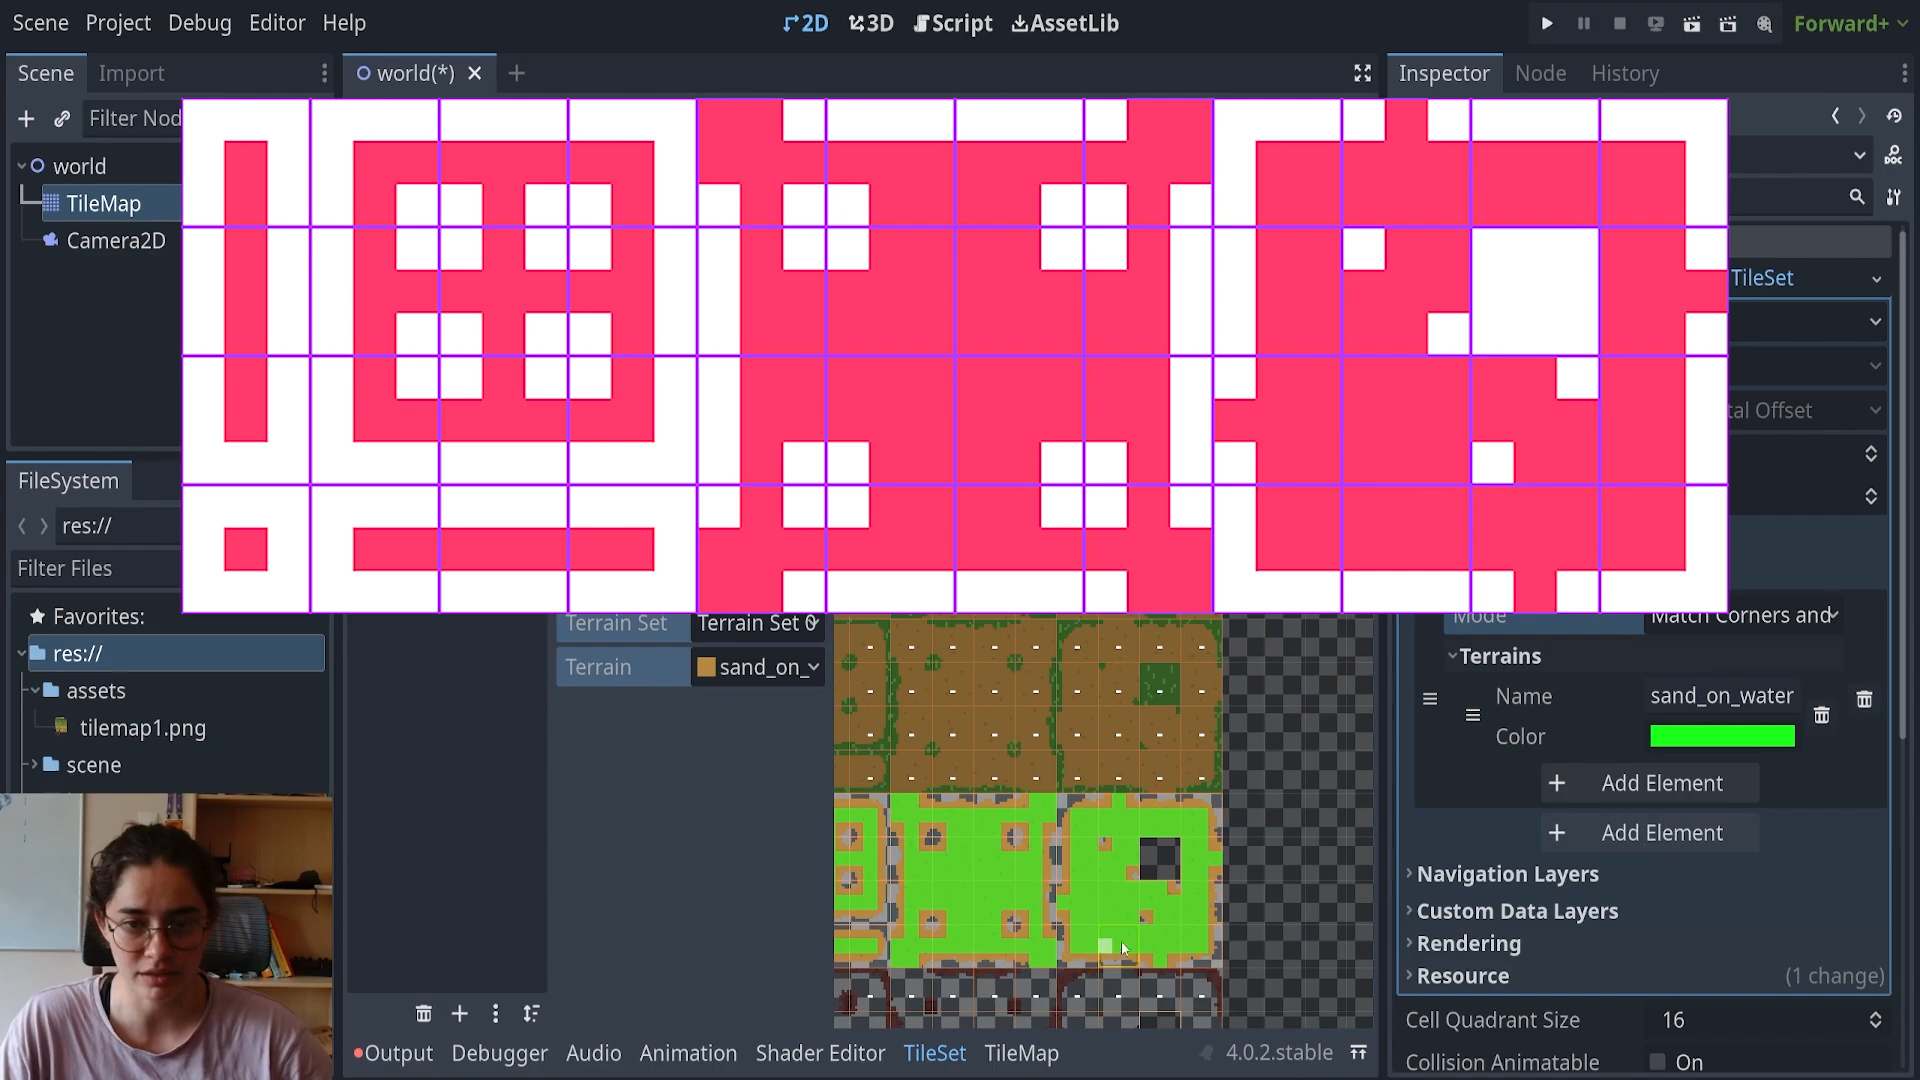 Scene Project Debug Editor Help
2D 3D Script AssetLib
Forward+
Scene Import
world(*)
Inspector Node History
Filter Nod
world
TileMap
Camera2D
TileSet
tal Offset
FileSystem
res://
Filter Files
Favorites:
res://
assets
tilemap1.png
scene
Terrain Set Terrain Set 0
Terrain sand_on_
Mode Match Corners and
Terrains
Name sand_on_water
Color
Add Element
Add Element
Navigation Layers
Custom Data Layers
Rendering
Resource (1 change)
Cell Quadrant Size 16
Collision Animatable On
Output Debugger Audio Animation Shader Editor TileSet TileMap 4.0.2.stable